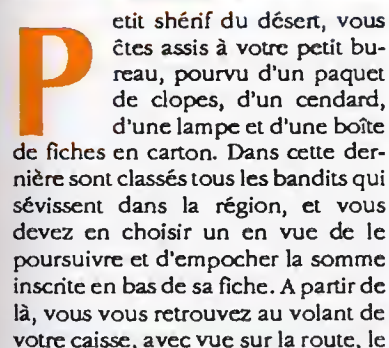 Petit shérif du désert, vous
êtes assis à votre petit bu-
reau, pourvu d'un paquet
de clopes, d'un cendard,
d'une lampe et d'une boîte
de fiches en carton. Dans cette der-
nière sont classés tous les bandits qui
sévissent dans la région, et vous
devez en choisir un en vue de le
poursuivre et d'empocher la somme
inscrite en bas de sa fiche. A partir de
là, vous vous retrouvez au volant de
votre caisse, avec vue sur la route, le